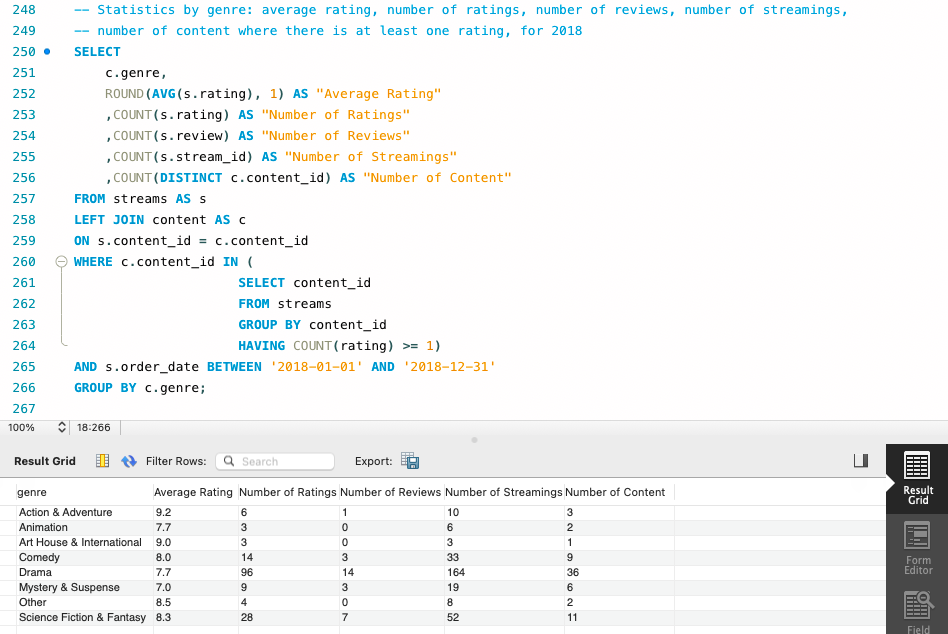 248 -- Statistics by genre: average rating, number of ratings, number of reviews, number of streamings,
249 -- number of content where there is at least one rating, for 2018
250 SELECT
251 c.genre,
252 ROUND(AVG(s.rating), 1) AS "Average Rating"
253 ,COUNT(s.rating) AS "Number of Ratings"
254 ,COUNT(s.review) AS "Number of Reviews"
255 ,COUNT(s.stream_id) AS "Number of Streamings"
256 ,COUNT(DISTINCT c.content_id) AS "Number of Content"
257 FROM streams AS s
258 LEFT JOIN content AS c
259 ON s.content_id = c.content_id
260 WHERE c.content_id IN (
261 SELECT content_id
262 FROM streams
263 GROUP BY content_id
264 HAVING COUNT(rating) >= 1)
265 AND s.order_date BETWEEN '2018-01-01' AND '2018-12-31'
266 GROUP BY c.genre;
267
100% 18:266
Result Grid Filter Rows: Search Export:
genre Average Rating Number of Ratings Number of Reviews Number of Streamings Number of Content
Action & Adventure 9.2 6 1 10 3
Animation 7.7 3 0 6 2
Art House & International 9.0 3 0 3 1
Comedy 8.0 14 3 33 9
Drama 7.7 96 14 164 36
Mystery & Suspense 7.0 9 3 19 6
Other 8.5 4 0 8 2
Science Fiction & Fantasy 8.3 28 7 52 11
Result
Grid
Form
Editor
Field